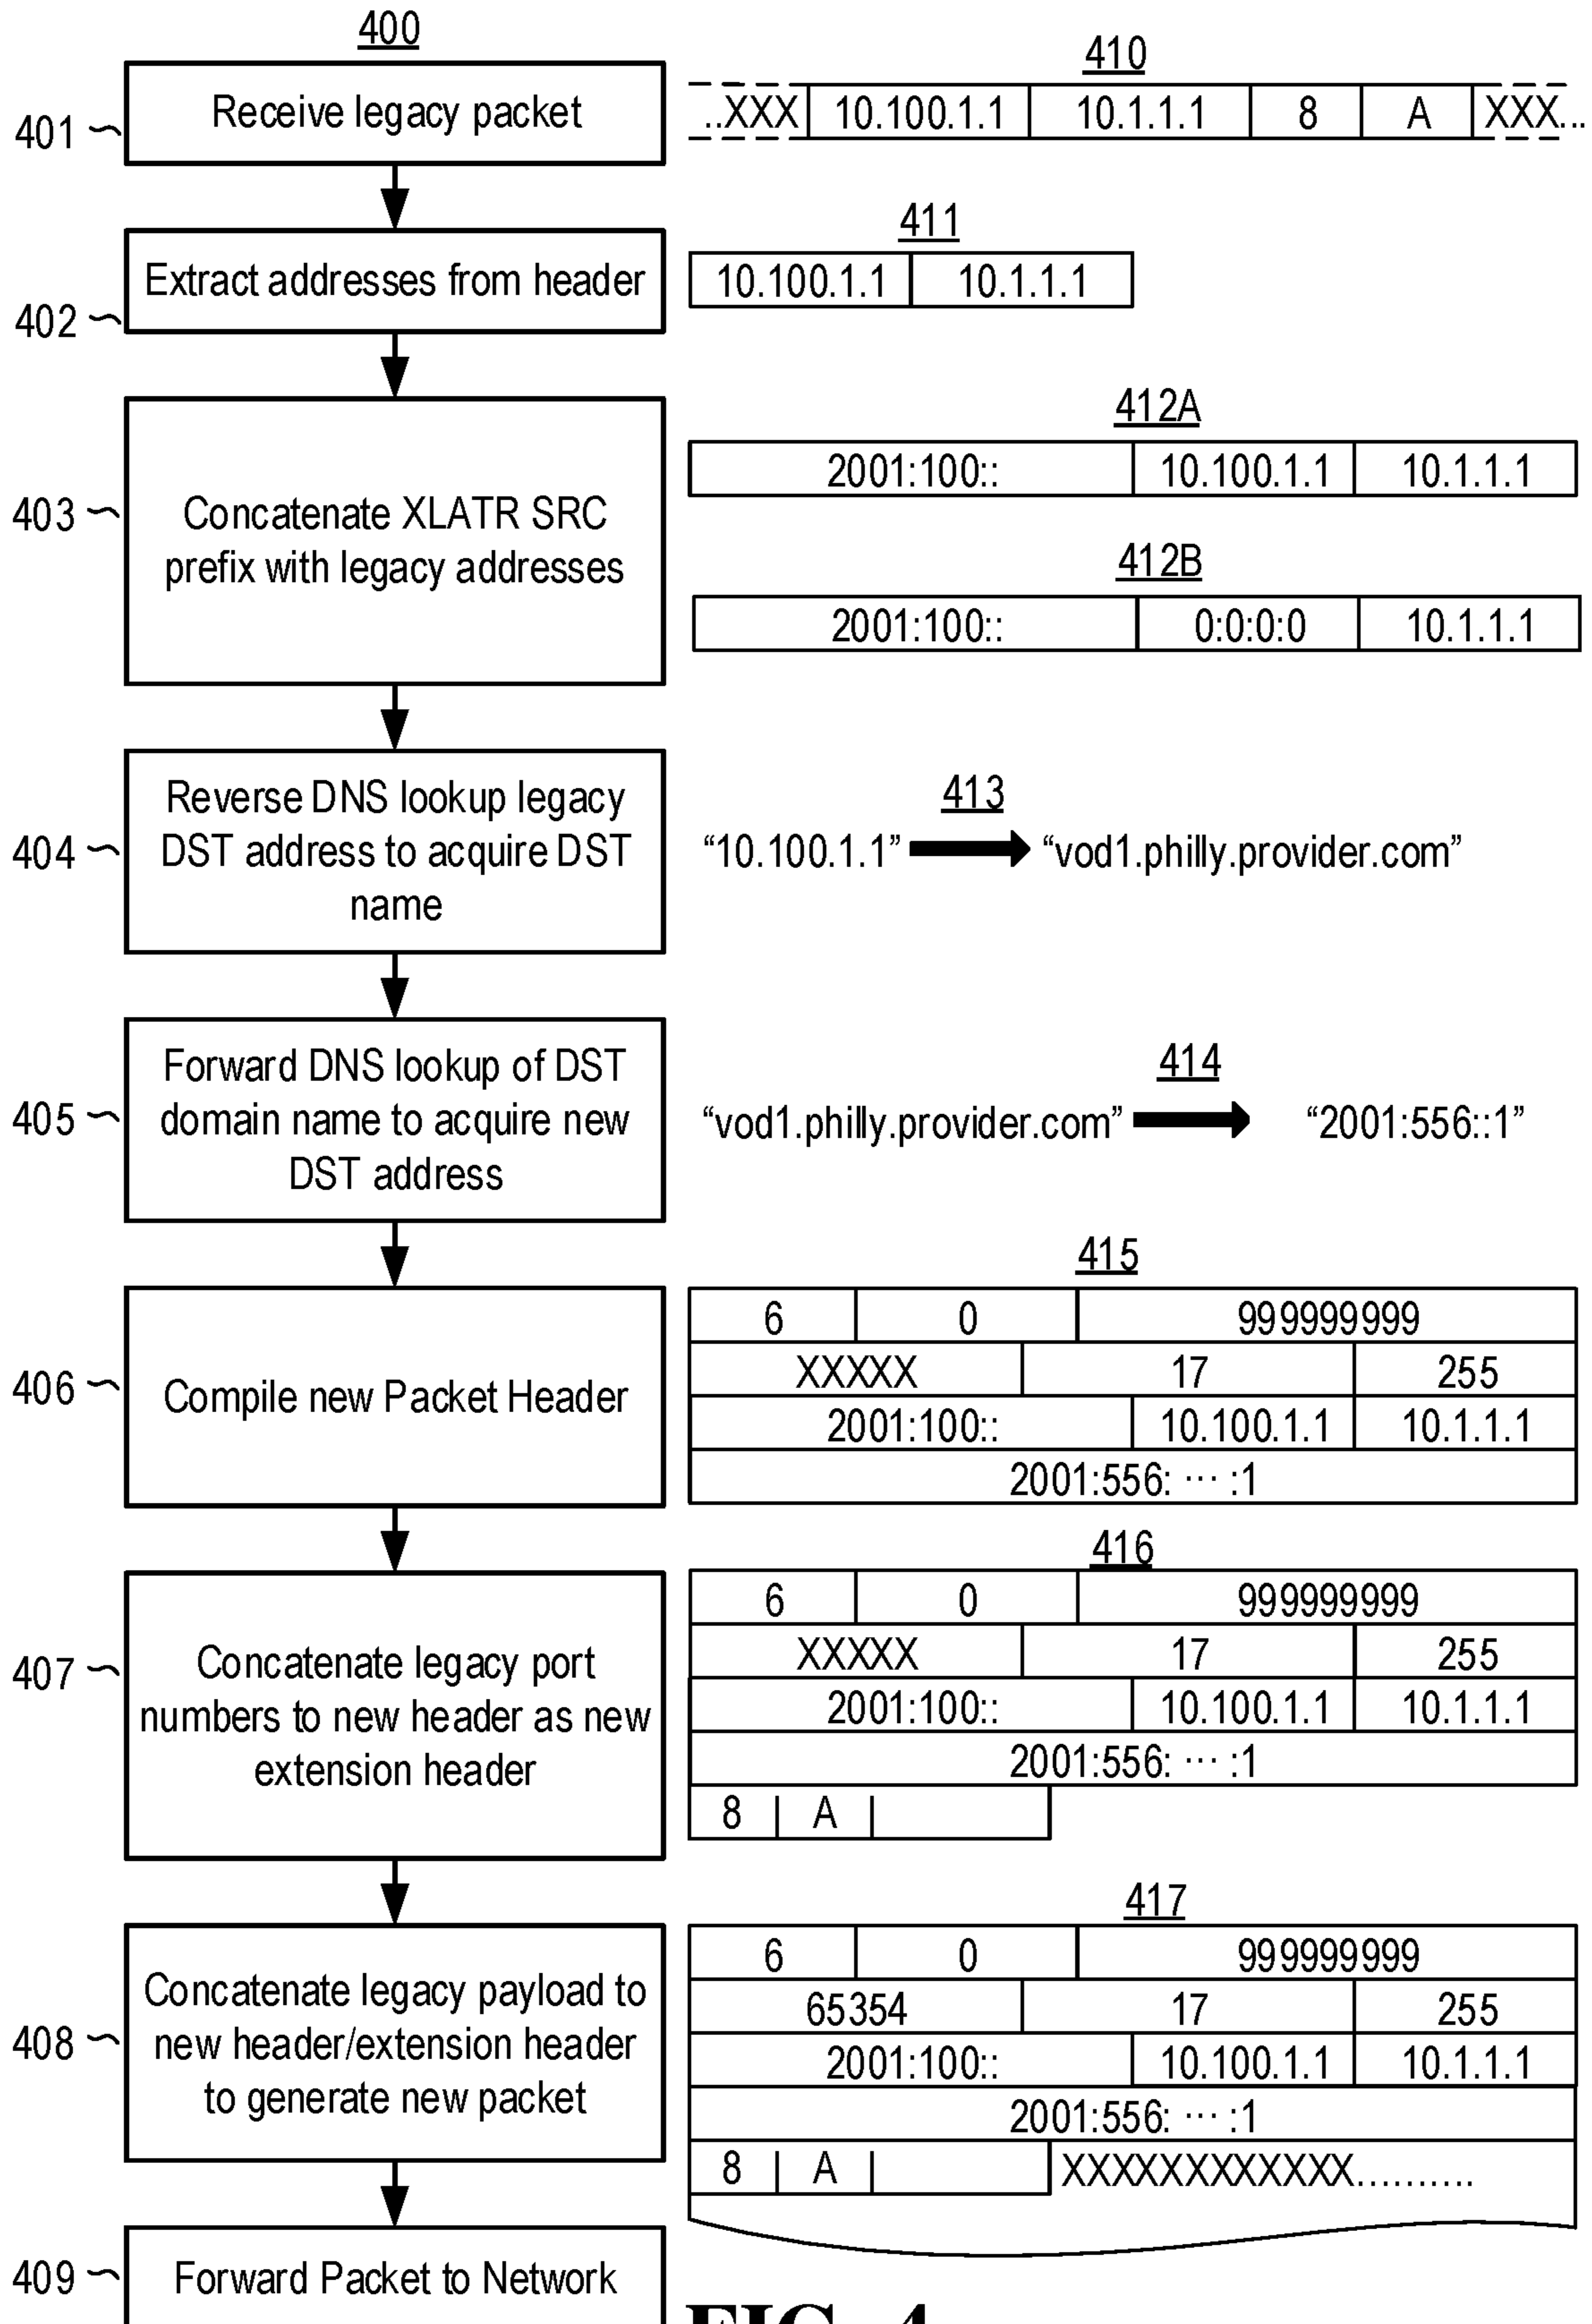 400
410
401 ~ Receive legacy packet
..XXX 10.100.1.1 10.1.1.1 8 A XXX...
411
402 ~ Extract addresses from header
10.100.1.1 10.1.1.1
412A
2001:100:: 10.100.1.1 10.1.1.1
403 ~ Concatenate XLATR SRC
prefix with legacy addresses
412B
2001:100:: 0:0:0:0 10.1.1.1
404 ~ Reverse DNS lookup legacy
DST address to acquire DST
name
413
“10.100.1.1” “vod1.philly.provider.com”
405 ~ Forward DNS lookup of DST
domain name to acquire new
DST address
414
“vod1.philly.provider.com” “2001:556::1”
406 ~ Compile new Packet Header
415
6 0 999999999
XXXXX 17 255
2001:100:: 10.100.1.1 10.1.1.1
2001:556: ··· :1
407 ~ Concatenate legacy port
numbers to new header as new
extension header
416
6 0 999999999
XXXXX 17 255
2001:100:: 10.100.1.1 10.1.1.1
2001:556: ··· :1
8 A
408 ~ Concatenate legacy payload to
new header/extension header
to generate new packet
417
6 0 999999999
65354 17 255
2001:100:: 10.100.1.1 10.1.1.1
2001:556: ··· :1
8 A XXXXXXXXXXXX..........
409 ~ Forward Packet to Network
FIG. 4